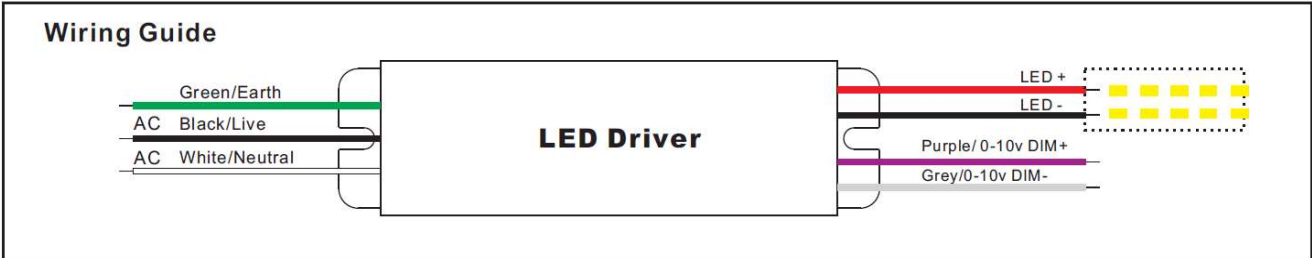 Wiring Guide
Green/Earth
AC Black/Live
AC White/Neutral
LED Driver
LED +
LED -
Purple/ 0-10v DIM+
Grey/0-10v DIM-